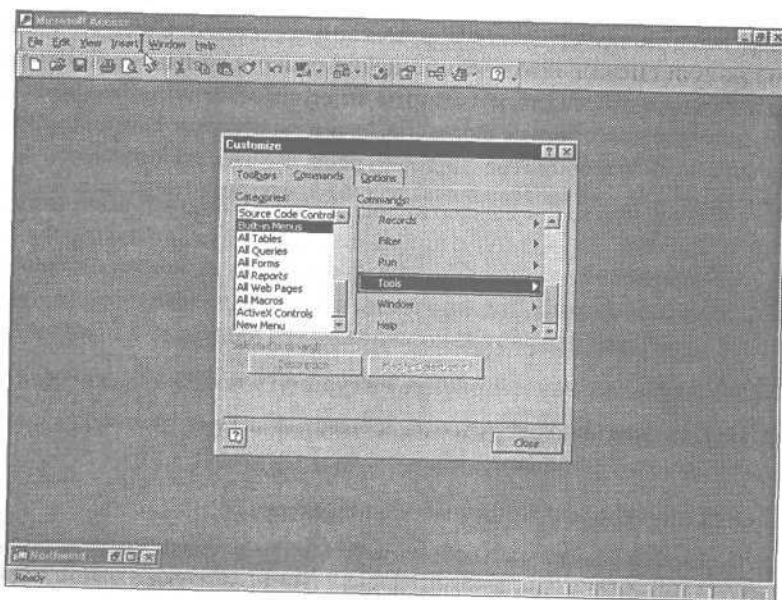 Microsoft Access
File Edit View Insert Window Help
Customize
Toolbars Commands Options
Categories:
Commands:
Source Code Control
Built-in Menus
All Tables
All Queries
All Forms
All Reports
All Web Pages
All Macros
ActiveX Controls
New Menu
Records
Filter
Run
Tools
Window
Help
Description
Close
Northwind
Ready